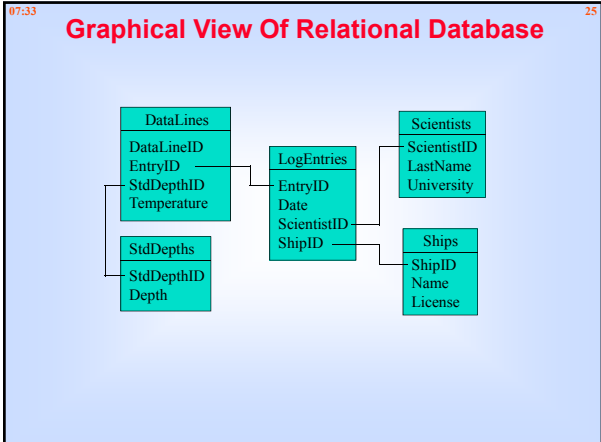 07:33
25
Graphical View Of Relational Database
DataLines
DataLineID
EntryID
StdDepthID
Temperature
StdDepths
StdDepthID
Depth
LogEntries
EntryID
Date
ScientistID
ShipID
Scientists
ScientistID
LastName
University
Ships
ShipID
Name
License